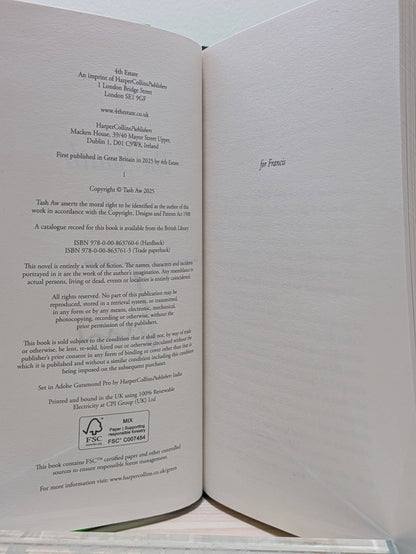 4th Estate
An imprint of HarperCollinsPublishers
1 London Bridge Street
London SE1 9GF
www.4thestate.co.uk
HarperCollinsPublishers
Macken House, 39/40 Mayor Street Upper,
Dublin 1, D01 C9W8, Ireland
First published in Great Britain in 2025 by 4th Estate
1
Copyright © Tash Aw 2025
Tash Aw asserts the moral right to be identified as the author of this
work in accordance with the Copyright, Designs and Patents Act 1988
A catalogue record for this book is available from the British Library
ISBN 978-0-00-863760-6 (Hardback)
ISBN 978-0-00-863761-3 (Trade paperback)
This novel is entirely a work of fiction. The names, characters and incidents
portrayed in it are the work of the author's imagination. Any resemblance to
actual persons, living or dead, events or localities is entirely coincidental.
All rights reserved. No part of this publication may be
reproduced, stored in a retrieval system, or transmitted,
in any form or by any means, electronic, mechanical,
photocopying, recording or otherwise, without the
prior permission of the publishers.
This book is sold subject to the condition that it shall not, by way of trade
or otherwise, be lent, re-sold, hired out or otherwise circulated without the
publisher's prior consent in any form of binding or cover other than that in
which it is published and without a similar condition including this condition
being imposed on the subsequent purchaser.
Set in Adobe Garamond Pro by HarperCollinsPublishers India
Printed and bound in the UK using 100% Renewable
Electricity at CPI Group (UK) Ltd
FSC
MIX
Paper | Supporting
responsible forestry
FSC™ C007454
This book contains FSC™ certified paper and other controlled
sources to ensure responsible forest management.
For more information visit: www.harpercollins.co.uk/green
for Francis